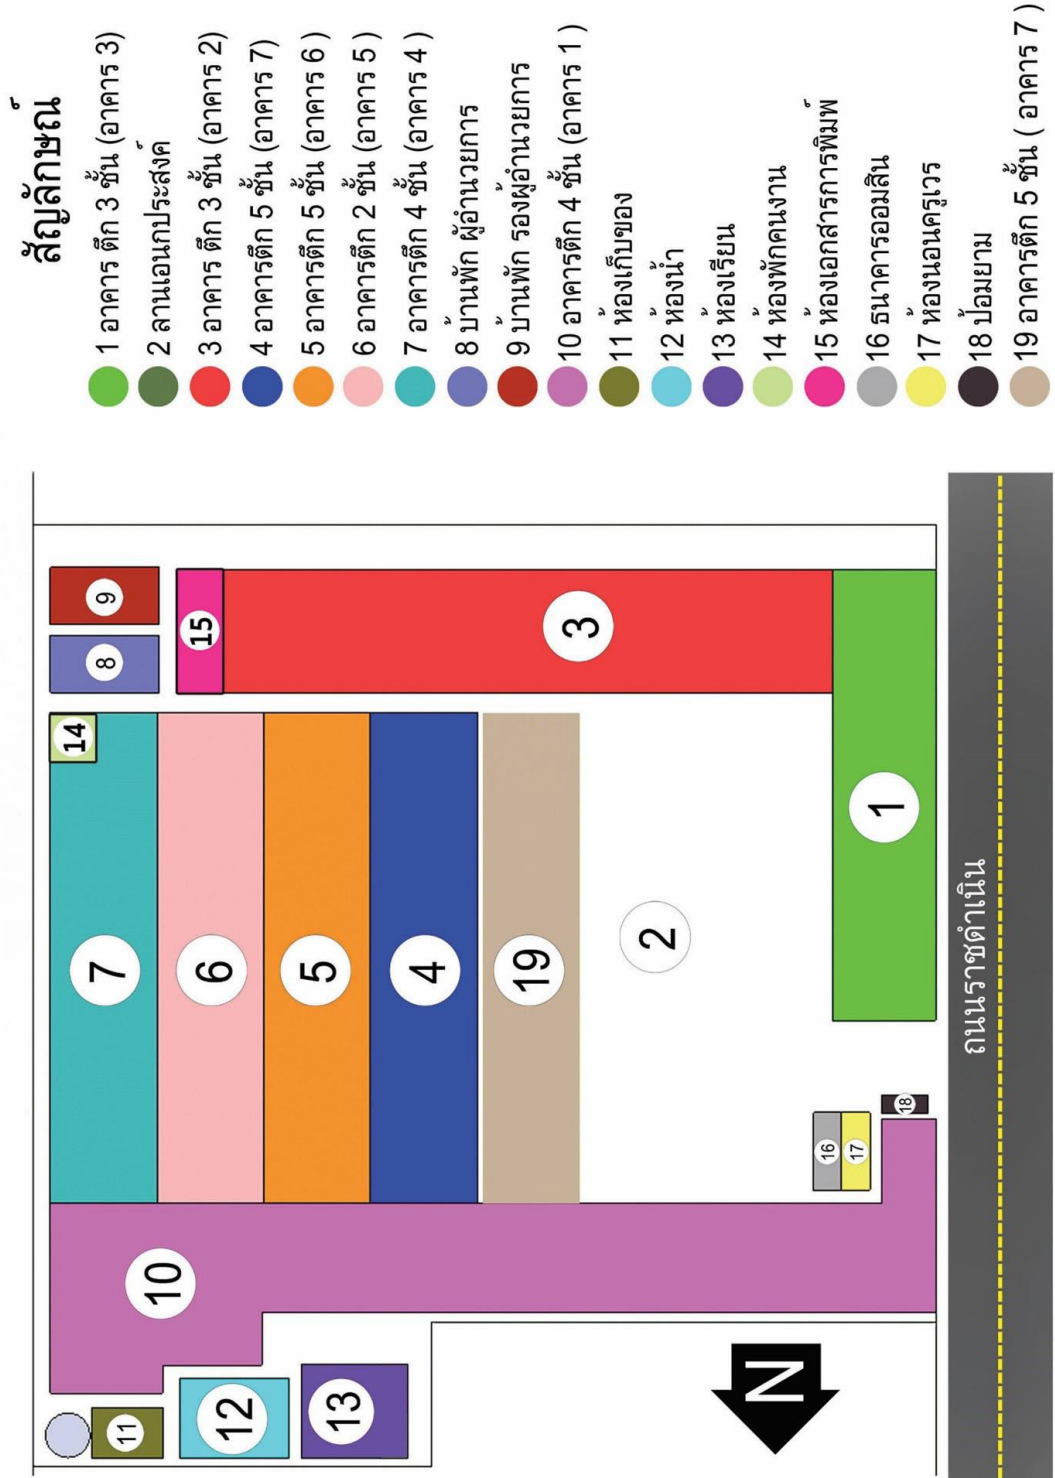 สัญลักษณ์
1 อาคาร ตึก 3 ชั้น (อาคาร 3)
2 ลานเอนกประสงค์
3 อาคาร ตึก 3 ชั้น (อาคาร 2)
4 อาคารตึก 5 ชั้น (อาคาร 7)
5 อาคารตึก 5 ชั้น (อาคาร 6 )
6 อาคารตึก 2 ชั้น (อาคาร 5 )
7 อาคารตึก 4 ชั้น (อาคาร 4 )
8 บ้านพัก ผู้อำนวยการ
9 บ้านพัก รองผู้อำนวยการ
10 อาคารตึก 4 ชั้น (อาคาร 1 )
11 ห้องเก็บของ
12 ห้องน้ำ
13 ห้องเรียน
14 ห้องพักคนงาน
15 ห้องเอกสารการพิมพ์
16 ธนาคารออมสิน
17 ห้องนอนครูเวร
18 ป้อมยาม
19 อาคารตึก 5 ชั้น ( อาคาร 7 )
9
8
15
14
3
7
6
5
4
19
2
1
16
17
18
10
11
12
13
N
ถนนราชดำเนิน